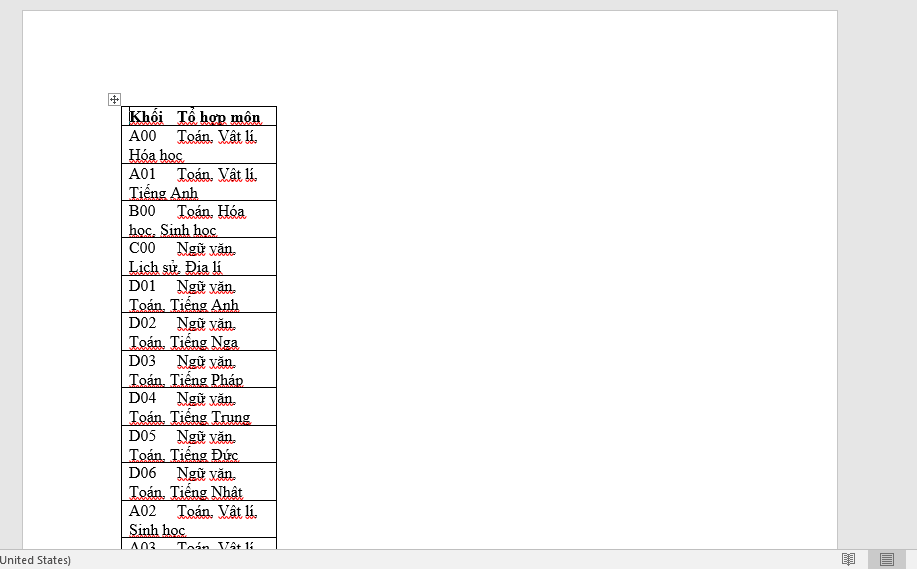 Khối Tổ hợp môn
A00 Toán, Vật lí,
Hóa học
A01 Toán, Vật lí,
Tiếng Anh
B00 Toán, Hóa
học, Sinh học
C00 Ngữ văn,
Lịch sử, Địa lí
D01 Ngữ văn,
Toán, Tiếng Anh
D02 Ngữ văn,
Toán, Tiếng Nga
D03 Ngữ văn,
Toán, Tiếng Pháp
D04 Ngữ văn,
Toán, Tiếng Trung
D05 Ngữ văn,
Toán, Tiếng Đức
D06 Ngữ văn,
Toán, Tiếng Nhật
A02 Toán, Vật lí,
Sinh học
A03 Toán, Vật lí
United States)